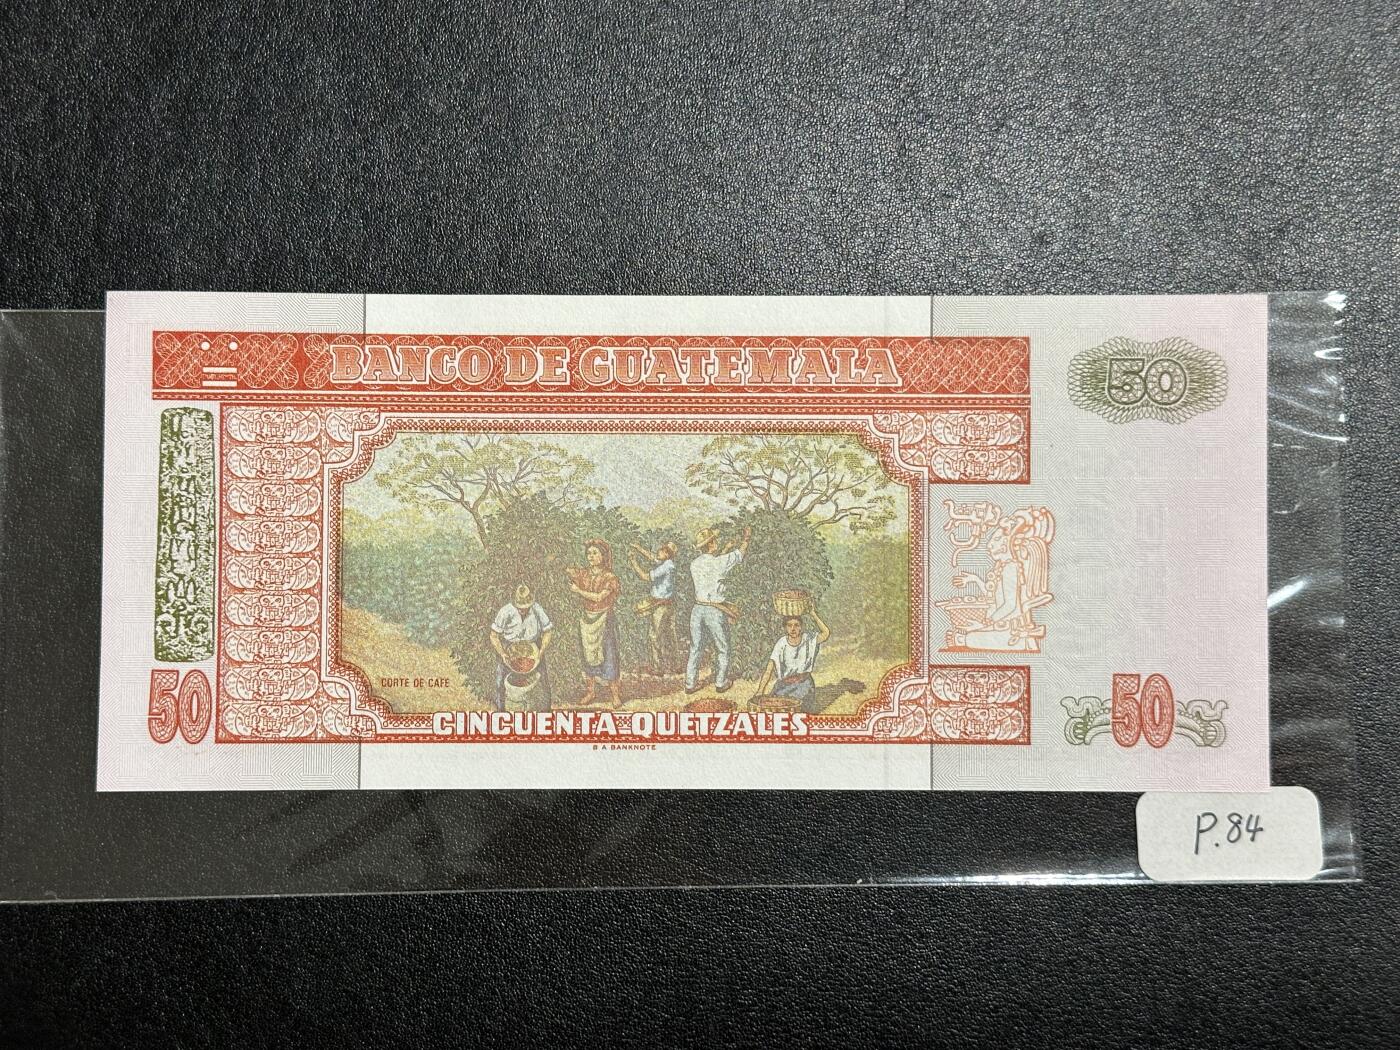 BANCO DE GUATEMALA
50
CORTE DE CAFE
50
CINCUENTA QUETZALES
50
B A BANKNOTE
P.84